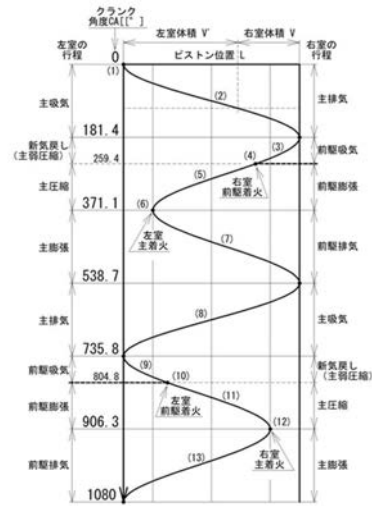 クランク
角度CA[[°]
左室の
行程
左室体積 V'
右室体積 V
右室の
行程
0
ピストン位置 L
(1)
主吸気
(2)
主排気
181.4
新気戻し
(主弱圧縮)
(3)
前駆吸気
259.4
(4)
主圧縮
(5)
右室
前駆着火
前駆膨張
371.1
(6)
左室
主着火
主膨張
(7)
前駆排気
538.7
主排気
(8)
主吸気
735.8
前駆吸気
(9)
新気戻し
(主弱圧縮)
804.8
(10)
前駆膨張
左室
前駆着火
(11)
主圧縮
906.3
(12)
右室
主着火
前駆排気
(13)
主膨張
1080